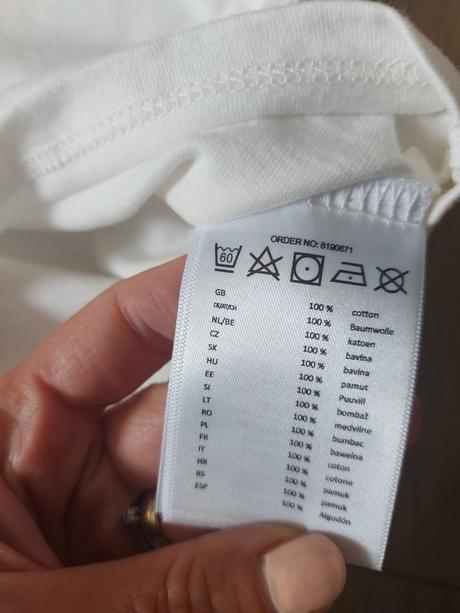 ORDER NO: 8190671
60
GB 100 % cotton
DE/AT/CH 100 % Baumwolle
NL/BE 100 % katoen
CZ 100 % bavlna
SK 100 % bavlna
HU 100 % pamut
EE 100 % Puuvill
SI 100 % bombaž
LT 100 % medvilnė
RO 100 % bumbac
PL 100 % bawełna
FR 100 % coton
IT 100 % cotone
HR 100 % pamuk
RS 100 % pamuk
ESP 100 % Algodón